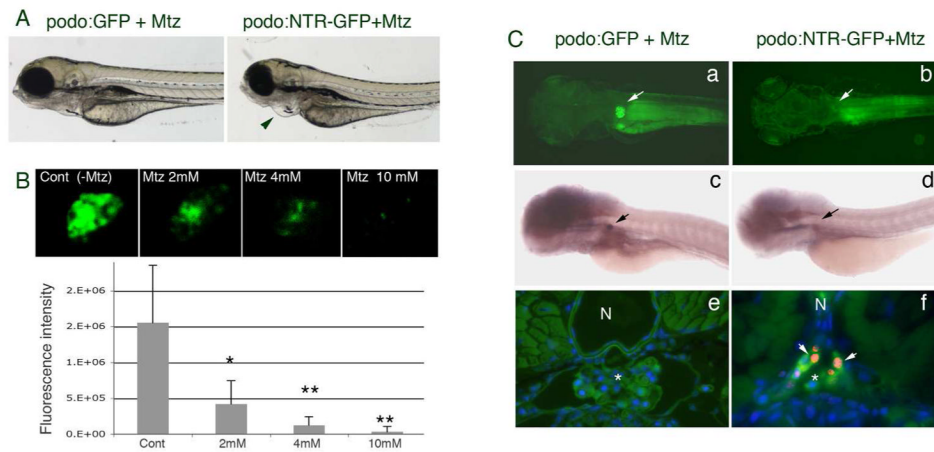 A
podo:GFP + Mtz
podo:NTR-GFP+Mtz
B
Cont (-Mtz)
Mtz 2mM
Mtz 4mM
Mtz 10 mM
Fluorescence intensity
2.E+06
2.E+06
1.E+06
5.E+05
0.E+00
*
**
**
Cont
2mM
4mM
10mM
C
podo:GFP + Mtz
podo:NTR-GFP+Mtz
a
b
c
d
N
e
*
N
f
*